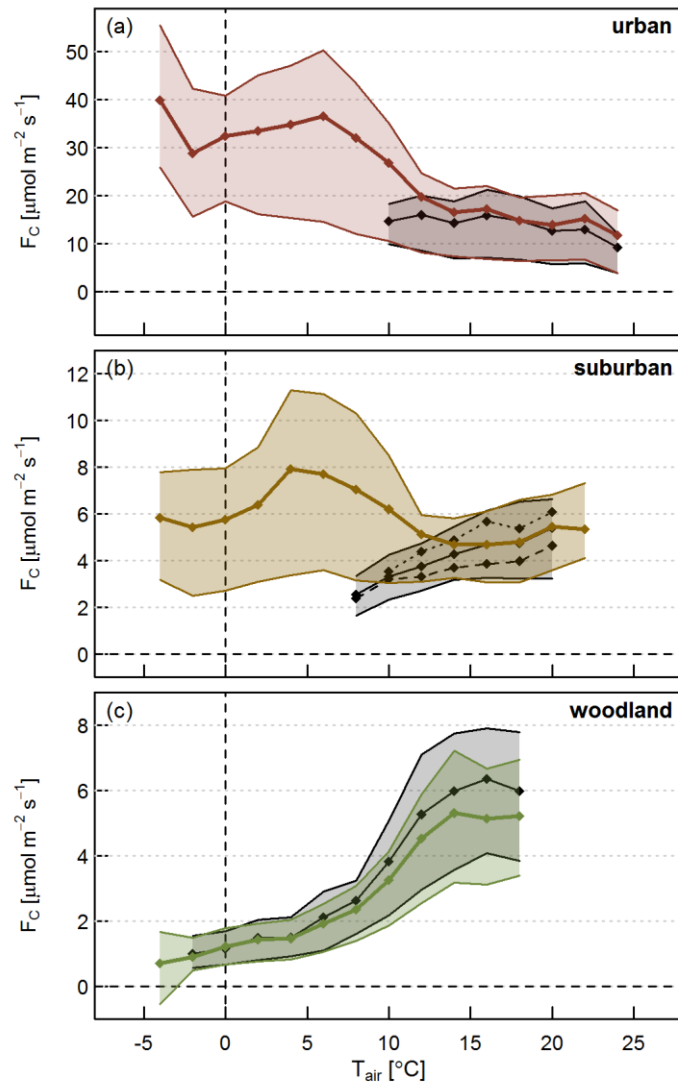 (a) urban
50
40
30
20
10
0
F_C [μmol m⁻² s⁻¹]
(b) suburban
12
10
8
6
4
2
0
F_C [μmol m⁻² s⁻¹]
(c) woodland
8
6
4
2
0
F_C [μmol m⁻² s⁻¹]
-5 0 5 10 15 20 25
T_air [°C]